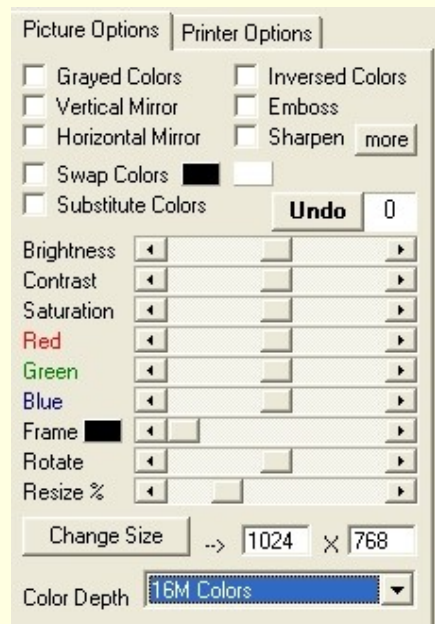 Picture Options Printer Options
Grayed Colors Inversed Colors
Vertical Mirror Emboss
Horizontal Mirror Sharpen more
Swap Colors
Substitute Colors Undo 0
Brightness
Contrast
Saturation
Red
Green
Blue
Frame
Rotate
Resize %
Change Size --> 1024 X 768
Color Depth 16M Colors